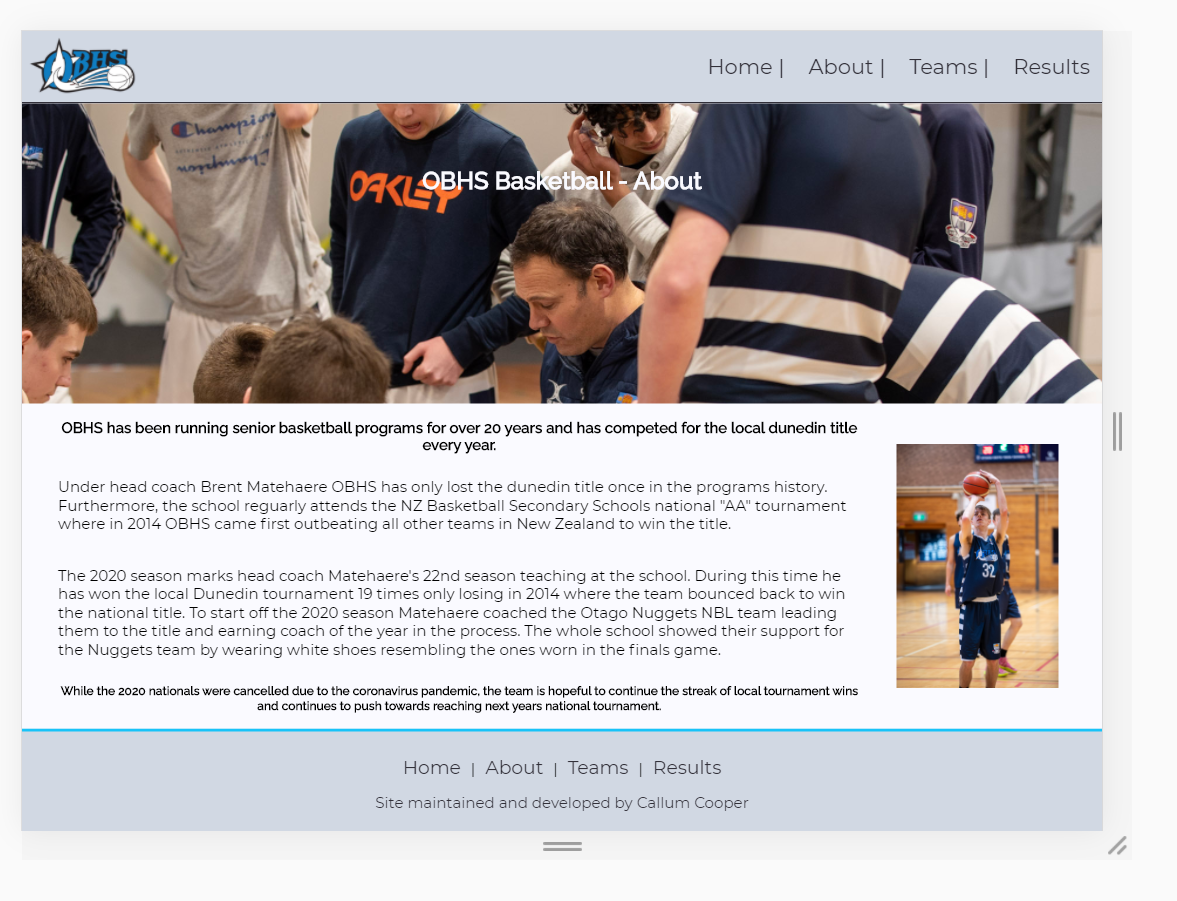 OBHS
Home | About | Teams | Results
Champion
OAKLEY
OBHS Basketball - About
OBHS has been running senior basketball programs for over 20 years and has competed for the local dunedin title
every year.
Under head coach Brent Matehaere OBHS has only lost the dunedin title once in the programs history.
Furthermore, the school reguarly attends the NZ Basketball Secondary Schools national "AA" tournament
where in 2014 OBHS came first outbeating all other teams in New Zealand to win the title.
The 2020 season marks head coach Matehaere's 22nd season teaching at the school. During this time he
has won the local Dunedin tournament 19 times only losing in 2014 where the team bounced back to win
the national title. To start off the 2020 season Matehaere coached the Otago Nuggets NBL team leading
them to the title and earning coach of the year in the process. The whole school showed their support for
the Nuggets team by wearing white shoes resembling the ones worn in the finals game.
While the 2020 nationals were cancelled due to the coronavirus pandemic, the team is hopeful to continue the streak of local tournament wins
and continues to push towards reaching next years national tournament.
32
Home | About | Teams | Results
Site maintained and developed by Callum Cooper